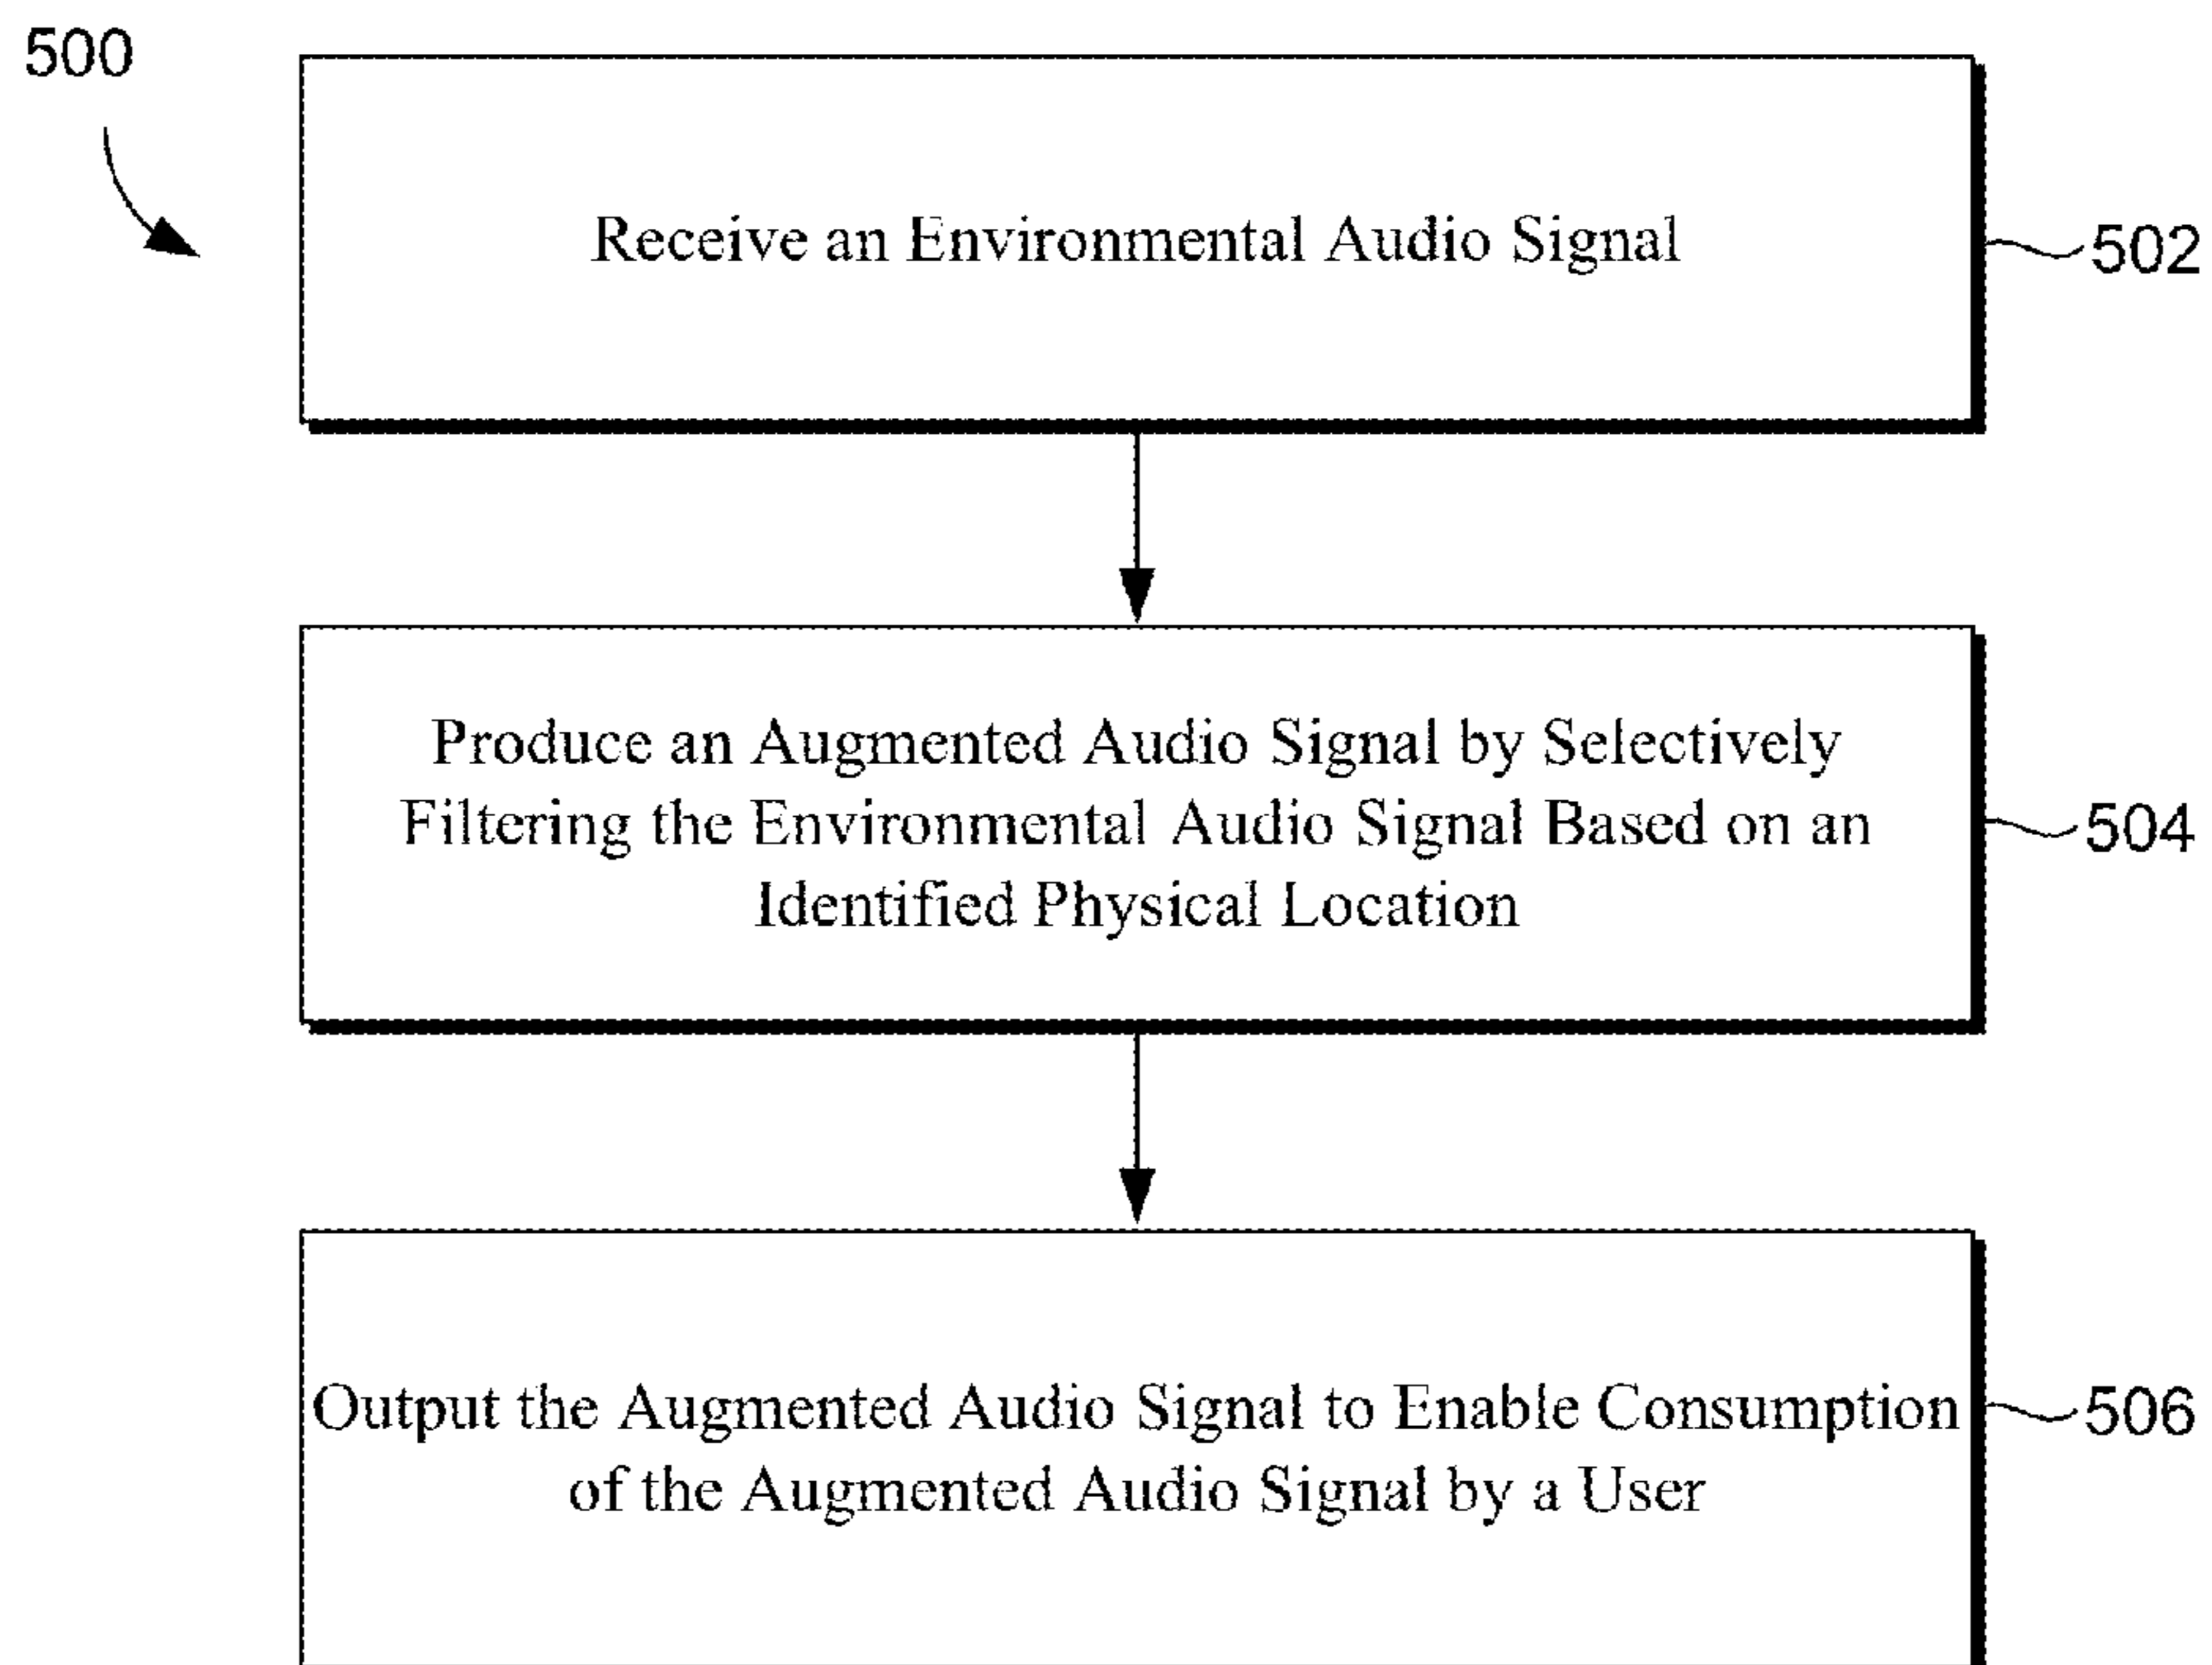 500
Receive an Environmental Audio Signal
502
Produce an Augmented Audio Signal by Selectively
Filtering the Environmental Audio Signal Based on an
Identified Physical Location
504
Output the Augmented Audio Signal to Enable Consumption
of the Augmented Audio Signal by a User
506